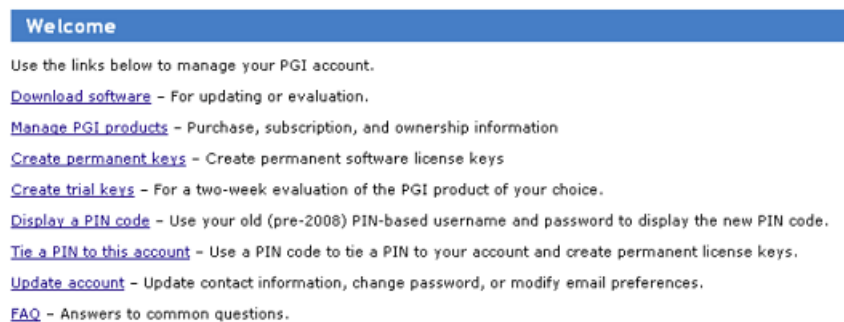 Welcome
Use the links below to manage your PGI account.
Download software – For updating or evaluation.
Manage PGI products – Purchase, subscription, and ownership information
Create permanent keys – Create permanent software license keys
Create trial keys – For a two-week evaluation of the PGI product of your choice.
Display a PIN code – Use your old (pre-2008) PIN-based username and password to display the new PIN code.
Tie a PIN to this account – Use a PIN code to tie a PIN to your account and create permanent license keys.
Update account – Update contact information, change password, or modify email preferences.
FAQ – Answers to common questions.